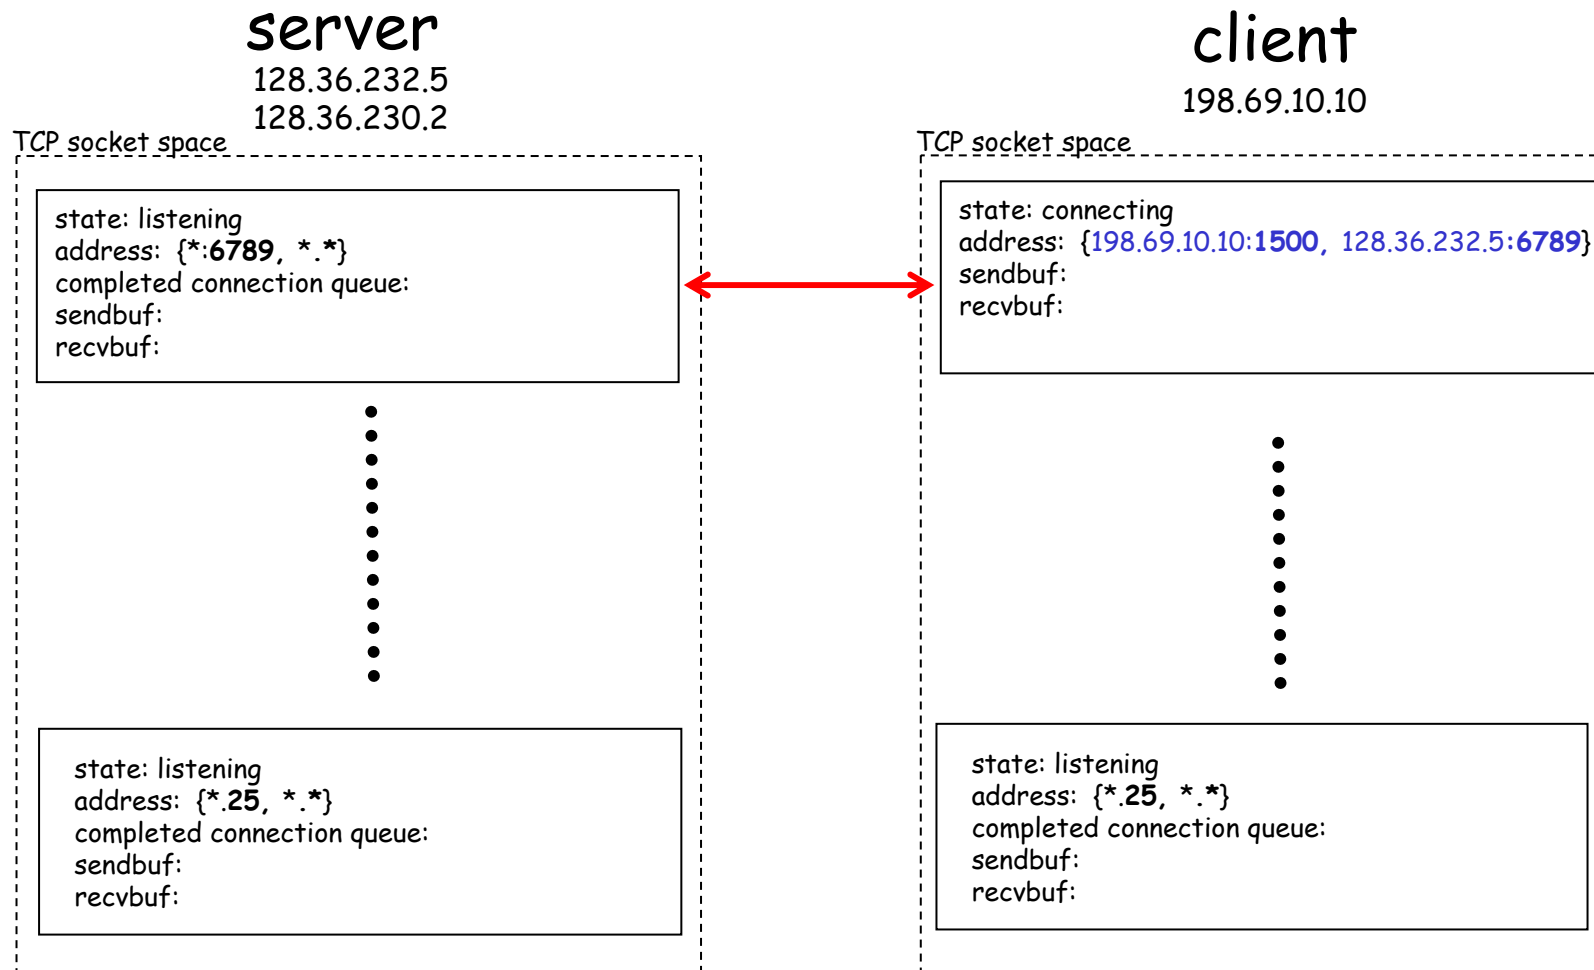 server
128.36.232.5
128.36.230.2
TCP socket space
state: listening
address: {*:6789, *.*}
completed connection queue:
sendbuf:
recvbuf:
state: listening
address: {*.25, *.*}
completed connection queue:
sendbuf:
recvbuf:
client
198.69.10.10
TCP socket space
state: connecting
address: {198.69.10.10:1500, 128.36.232.5:6789}
sendbuf:
recvbuf:
state: listening
address: {*.25, *.*}
completed connection queue:
sendbuf:
recvbuf: